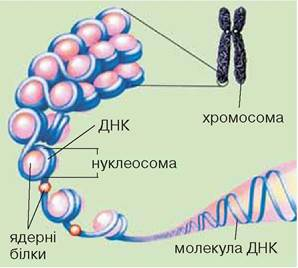 хромосома
ДНК
нуклеосома
ядерні
білки
молекула ДНК